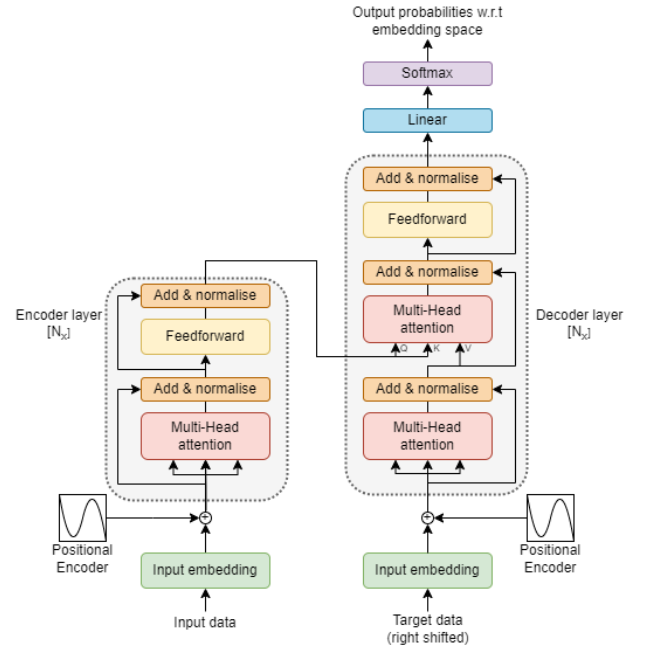 Output probabilities w.r.t
embedding space
Softmax
Linear
Add & normalise
Feedforward
Add & normalise
Multi-Head
attention
Q K V
Add & normalise
Multi-Head
attention
Decoder layer
[Nx]
Encoder layer
[Nx]
Add & normalise
Feedforward
Add & normalise
Multi-Head
attention
Positional
Encoder
Input embedding
Input data
Input embedding
Target data
(right shifted)
Positional
Encoder